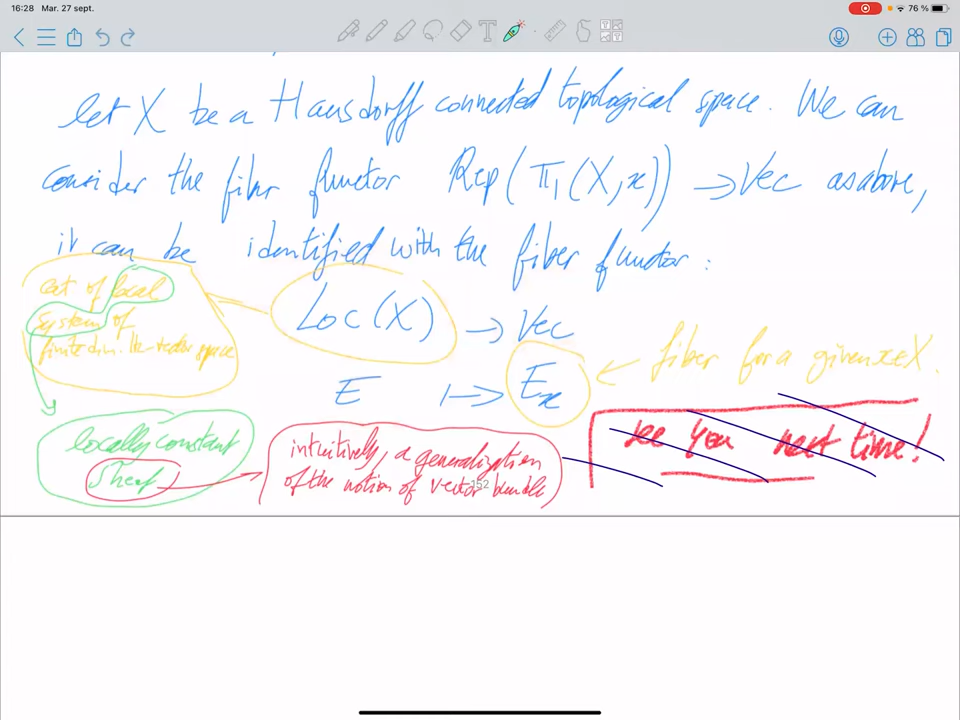 16:28 Mar. 27 sept. 76 %
let X be a Hausdorff connected topological space. We can
consider the fiber functor Rep(π₁(X,x)) → Vec as above,
it can be identified with the fiber functor :
cat of local
system of
finite dim. lk-vector space
Loc(X) → Vec
E ↦ Eₓ
← fiber for a given x∈X.
locally constant
Sheaf
intuitively, a generalization
of the notion of vector bundle
152
see you next time!